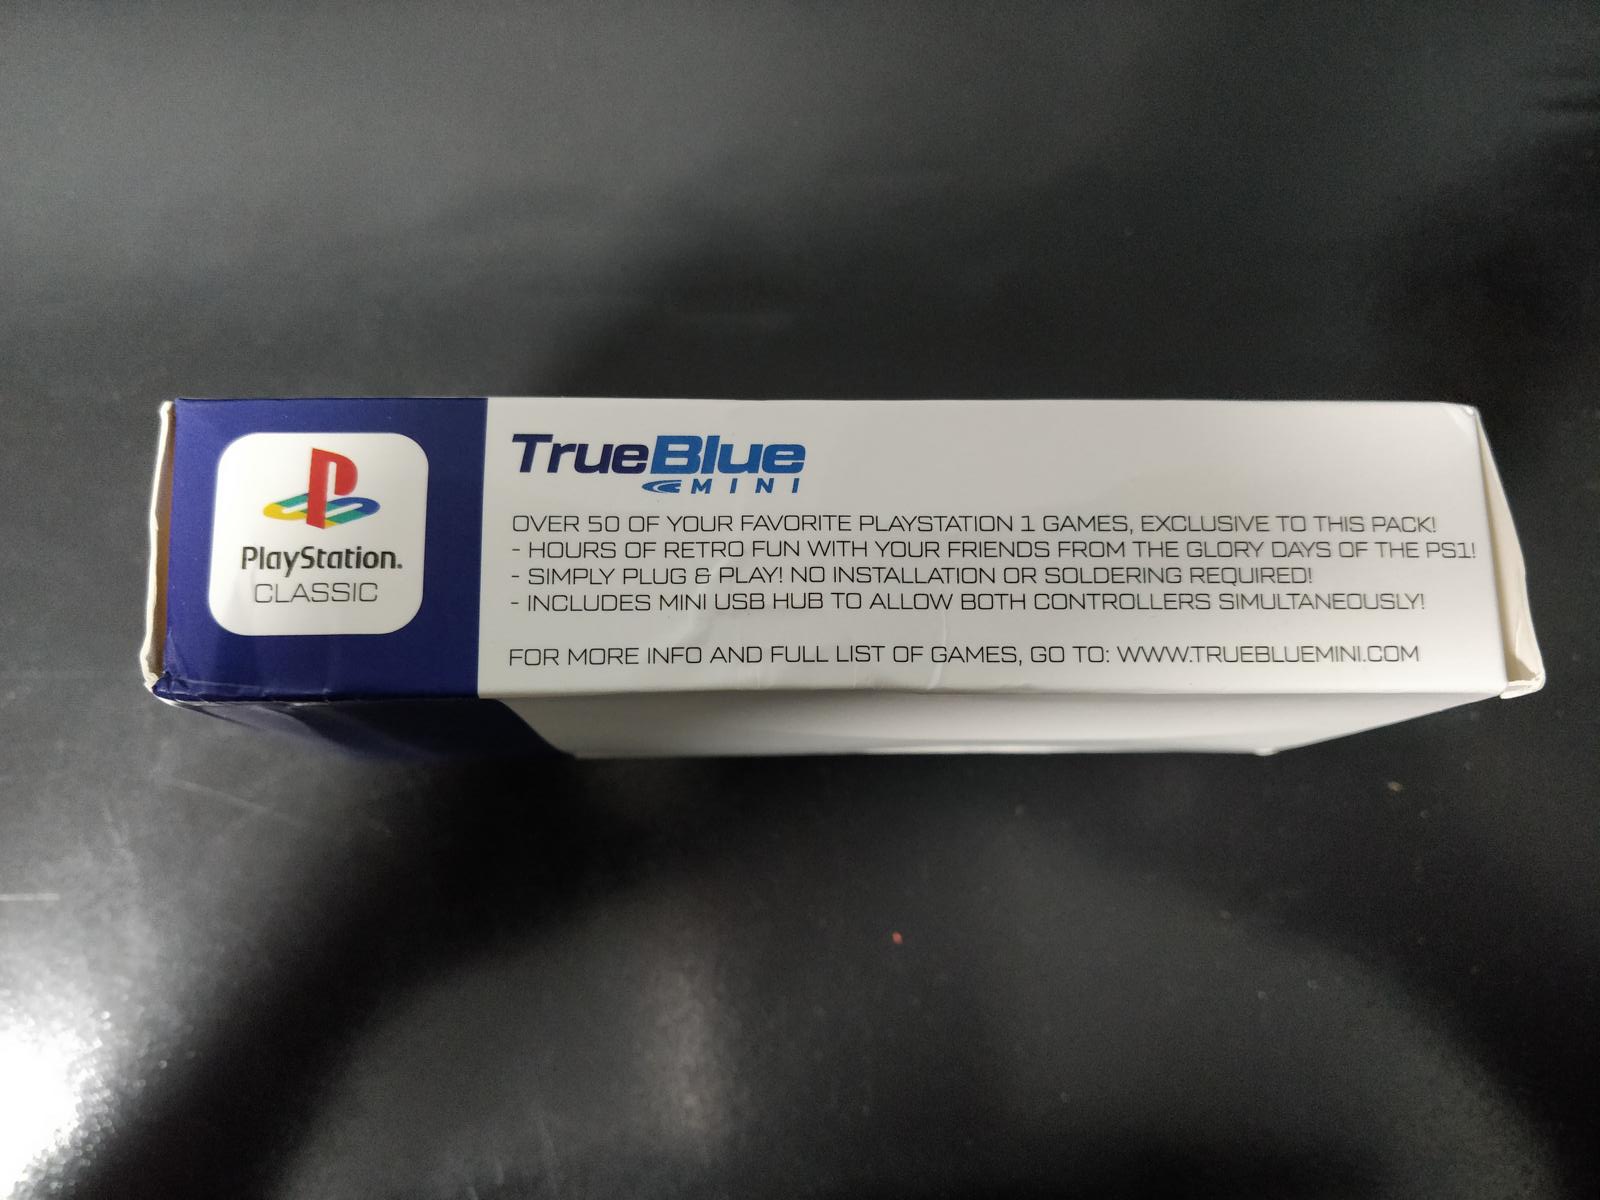 PlayStation.
CLASSIC
TrueBlue
MINI
OVER 50 OF YOUR FAVORITE PLAYSTATION 1 GAMES, EXCLUSIVE TO THIS PACK!
- HOURS OF RETRO FUN WITH YOUR FRIENDS FROM THE GLORY DAYS OF THE PS1!
- SIMPLY PLUG & PLAY! NO INSTALLATION OR SOLDERING REQUIRED!
- INCLUDES MINI USB HUB TO ALLOW BOTH CONTROLLERS SIMULTANEOUSLY!
FOR MORE INFO AND FULL LIST OF GAMES, GO TO: WWW.TRUEBLUEMINI.COM